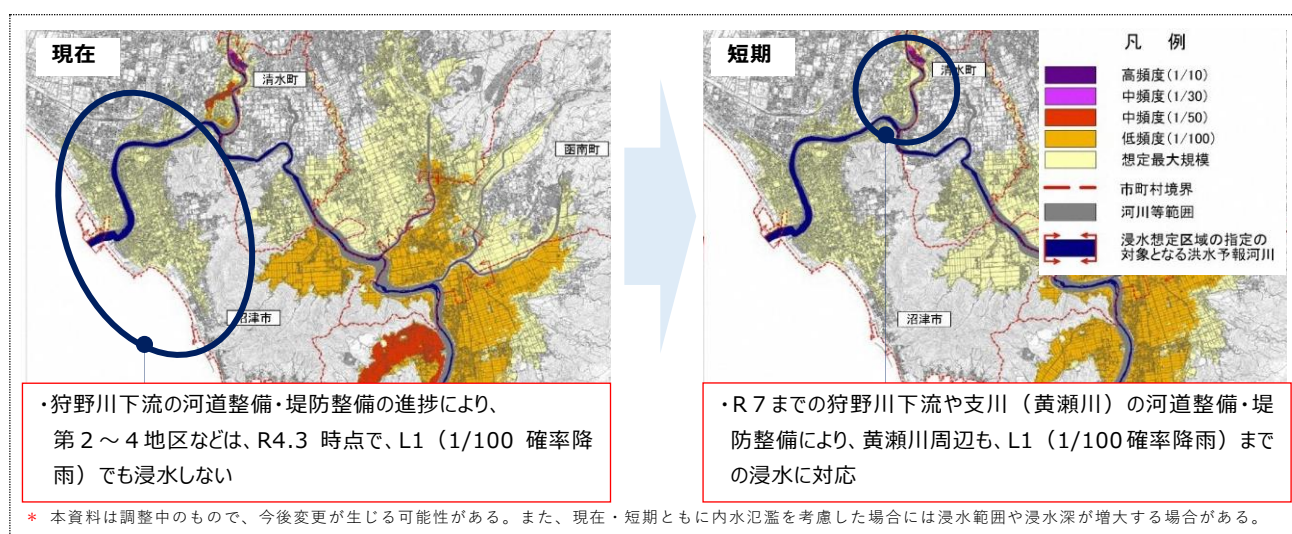 現在
清水町
函南町
沼津市
・狩野川下流の河道整備・堤防整備の進捗により、
第2～4地区などは、R4.3 時点で、L1（1/100 確率降
雨）でも浸水しない
短期
清水町
沼津市
凡 例
高頻度(1/10)
中頻度(1/30)
中頻度(1/50)
低頻度(1/100)
想定最大規模
市町村境界
河川等範囲
浸水想定区域の指定の
対象となる洪水予報河川
・R７までの狩野川下流や支川（黄瀬川）の河道整備・堤
防整備により、黄瀬川周辺も、L1（1/100 確率降雨）まで
の浸水に対応
* 本資料は調整中のもので、今後変更が生じる可能性がある。また、現在・短期ともに内水氾濫を考慮した場合には浸水範囲や浸水深が増大する場合がある。